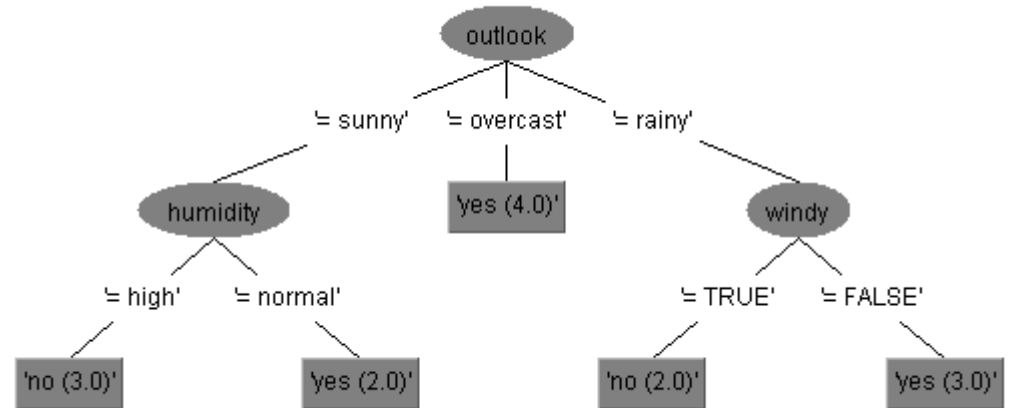 outlook
'= sunny' '= overcast' '= rainy'
humidity 'yes (4.0)' windy
'= high' '= normal' '= TRUE' '= FALSE'
'no (3.0)' 'yes (2.0)' 'no (2.0)' 'yes (3.0)'